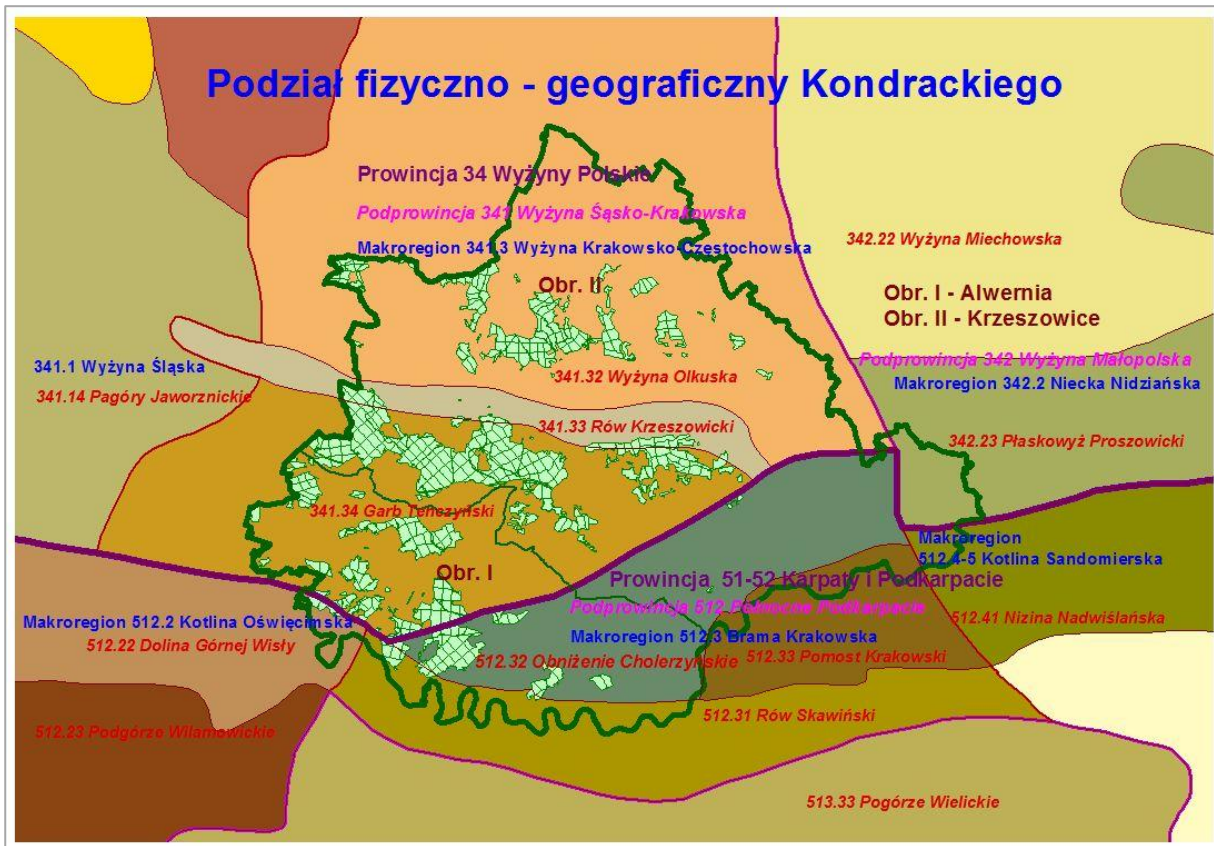 Podział fizyczno - geograficzny Kondrackiego
Prowincja 34 Wyżyny Polskie
Podprowincja 341 Wyżyna Śąsko-Krakowska
Makroregion 341.3 Wyżyna Krakowsko-Częstochowska
342.22 Wyżyna Miechowska
Obr. II
Obr. I - Alwernia
Obr. II - Krzeszowice
341.1 Wyżyna Śląska
341.14 Pagóry Jaworznickie
341.32 Wyżyna Olkuska
Podprowincja 342 Wyżyna Małopolska
Makroregion 342.2 Niecka Nidziańska
341.33 Rów Krzeszowicki
342.23 Płaskowyż Proszowicki
341.34 Garb Tenczyński
Obr. I
Makroregion
512.4-5 Kotlina Sandomierska
Prowincja 51-52 Karpaty i Podkarpacie
Podprowincja 512 Północne Podkarpacie
Makroregion 512.2 Kotlina Oświęcimska
512.22 Dolina Górnej Wisły
Makroregion 512.3 Brama Krakowska
512.41 Nizina Nadwiślańska
512.32 Obniżenie Cholerzyńskie
512.33 Pomost Krakowski
512.23 Podgórze Wilamowickie
512.31 Rów Skawiński
513.33 Pogórze Wielickie